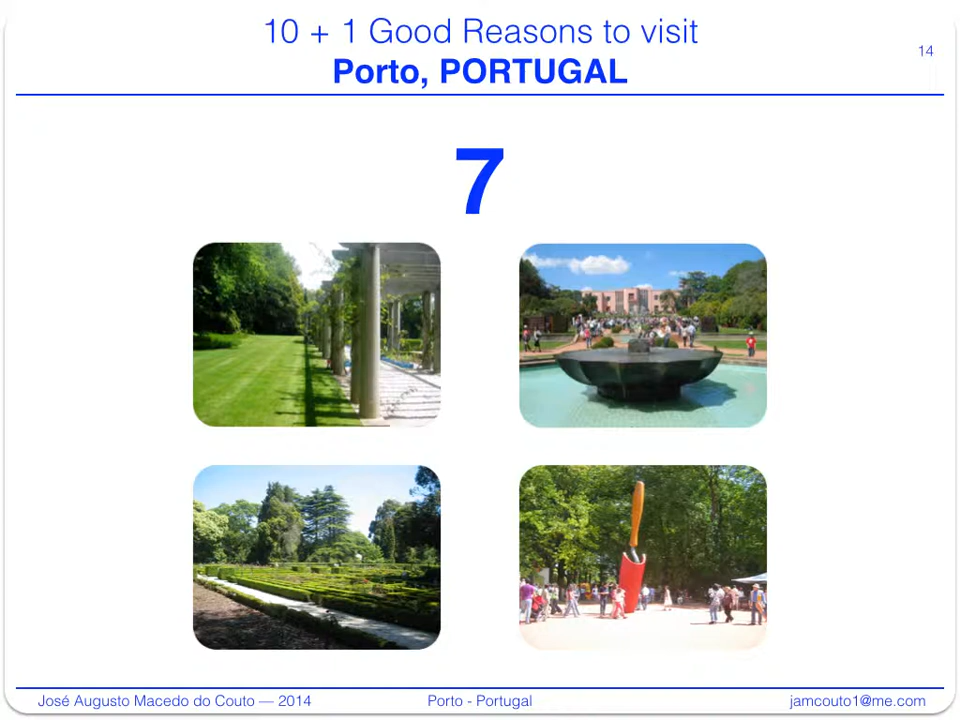 10 + 1 Good Reasons to visit
Porto, PORTUGAL
14
7
José Augusto Macedo do Couto — 2014
Porto - Portugal
jamcouto1@me.com